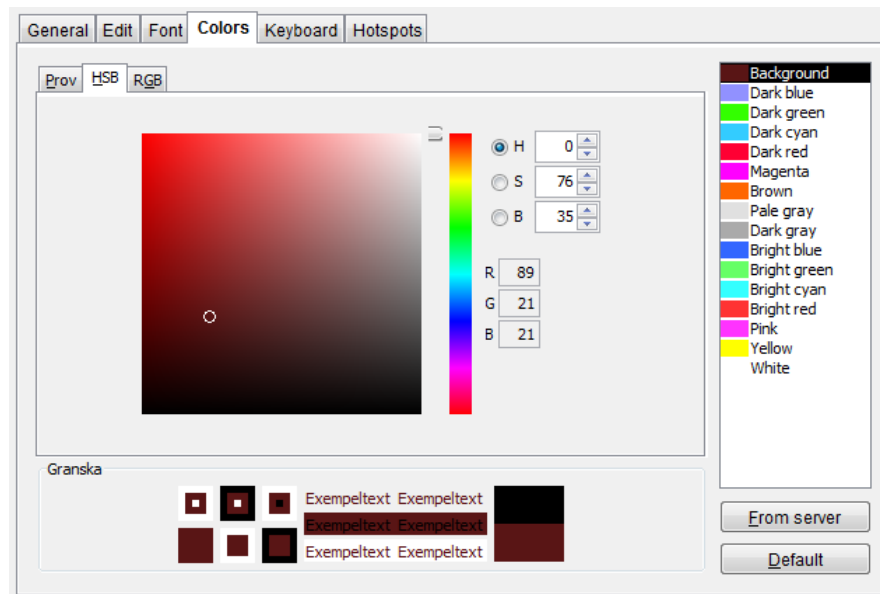 General Edit Font Colors Keyboard Hotspots
Prov HSB RGB
H 0
S 76
B 35
R 89
G 21
B 21
Background
Dark blue
Dark green
Dark cyan
Dark red
Magenta
Brown
Pale gray
Dark gray
Bright blue
Bright green
Bright cyan
Bright red
Pink
Yellow
White
Granska
Exempeltext Exempeltext
Exempeltext Exempeltext
Exempeltext Exempeltext
From server
Default